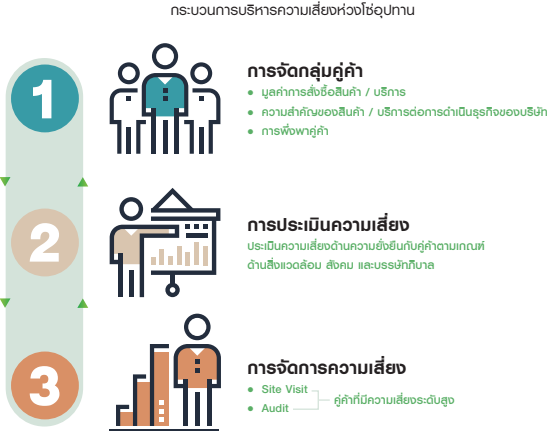 กระบวนการบริหารความเสี่ยงห่วงโซ่อุปทาน
1
การจัดกลุ่มคู่ค้า
• มูลค่าการสั่งซื้อสินค้า / บริการ
• ความสำคัญของสินค้า / บริการต่อการดำเนินธุรกิจของบริษัท
• การพึ่งพาคู่ค้า
2
การประเมินความเสี่ยง
ประเมินความเสี่ยงด้านความยั่งยืนกับคู่ค้าตามเกณฑ์
ด้านสิ่งแวดล้อม สังคม และบรรษัทภิบาล
3
การจัดการความเสี่ยง
• Site Visit
• Audit
คู่ค้าที่มีความเสี่ยงระดับสูง